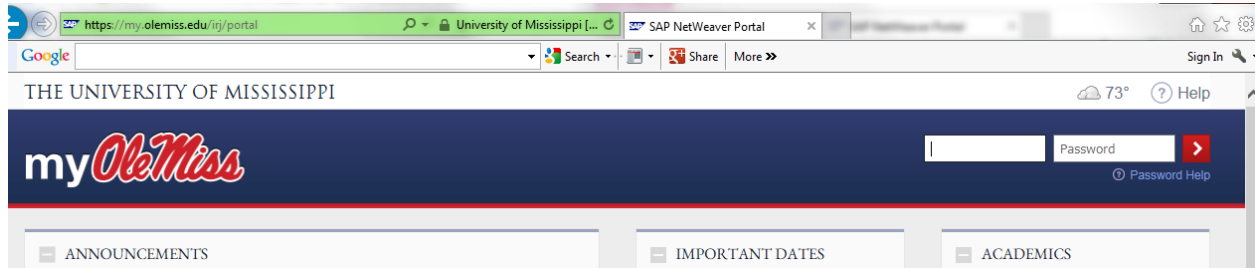 https://my.olemiss.edu/irj/portal University of Mississippi [... SAP NetWeaver Portal
Google Search Share More » Sign In
THE UNIVERSITY OF MISSISSIPPI 73° ? Help
my Ole Miss Password
? Password Help
ANNOUNCEMENTS IMPORTANT DATES ACADEMICS